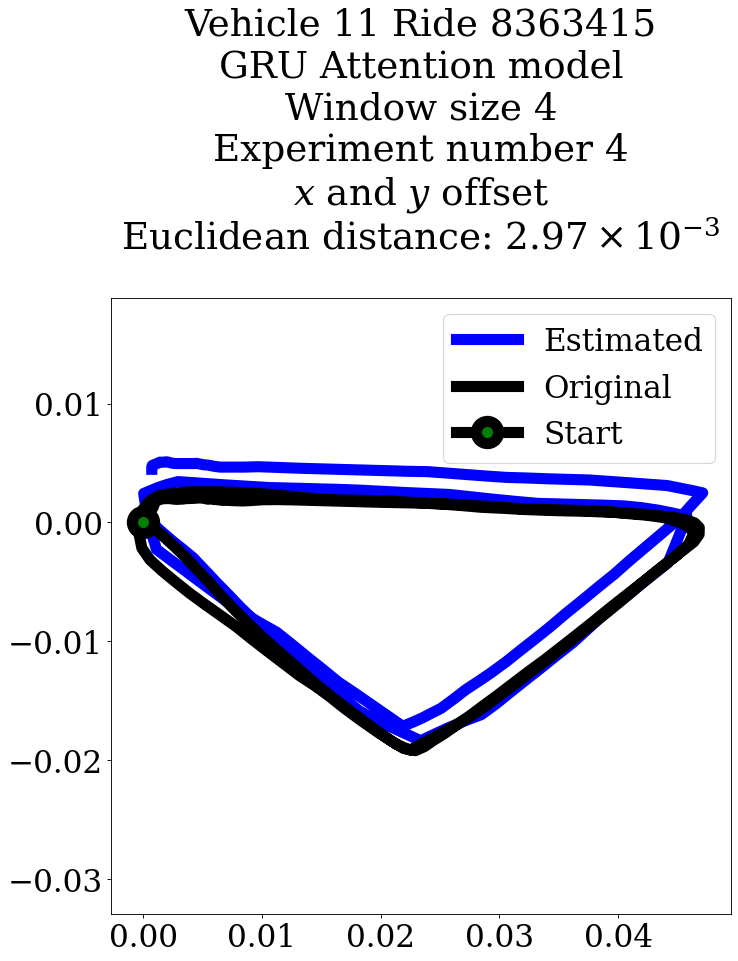 Vehicle 11 Ride 8363415
GRU Attention model
Window size 4
Experiment number 4
x and y offset
Euclidean distance: 2.97 × 10⁻³
Estimated
Original
Start
0.01
0.00
−0.01
−0.02
−0.03
0.00 0.01 0.02 0.03 0.04